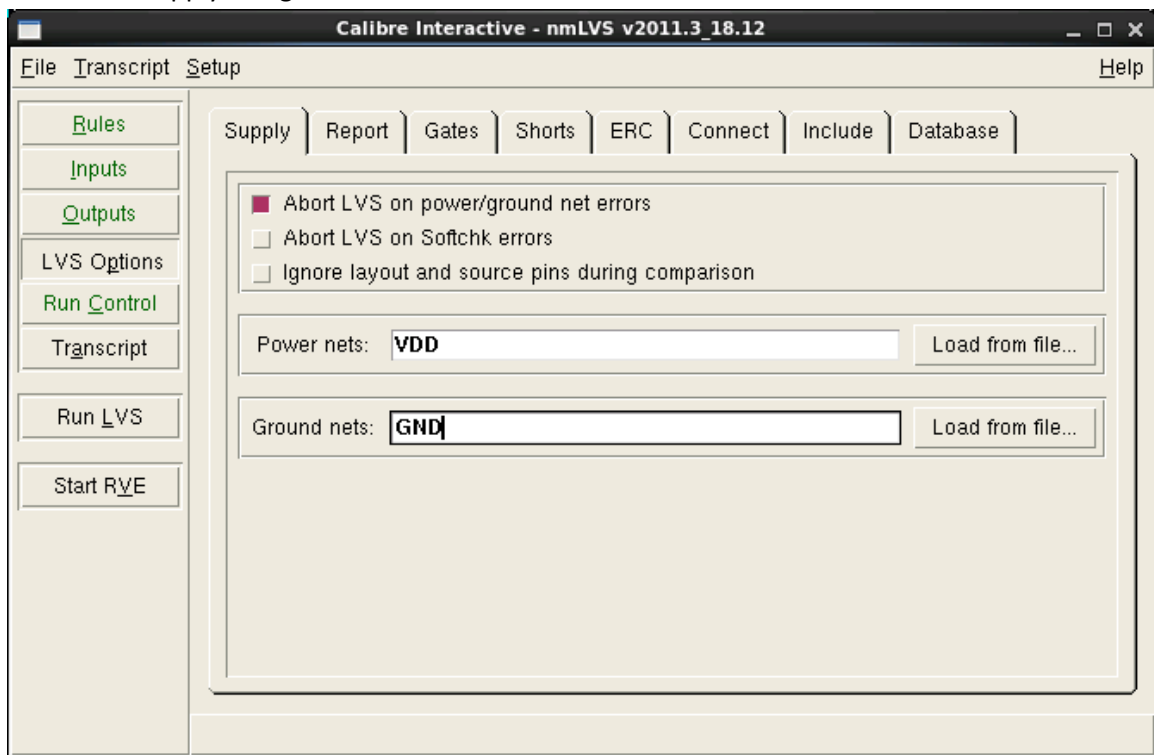 Calibre Interactive - nmLVS v2011.3_18.12
File Transcript Setup Help
Rules
Inputs
Outputs
LVS Options
Run Control
Transcript
Run LVS
Start RVE
Supply Report Gates Shorts ERC Connect Include Database
Abort LVS on power/ground net errors
Abort LVS on Softchk errors
Ignore layout and source pins during comparison
Power nets: VDD Load from file...
Ground nets: GND Load from file...